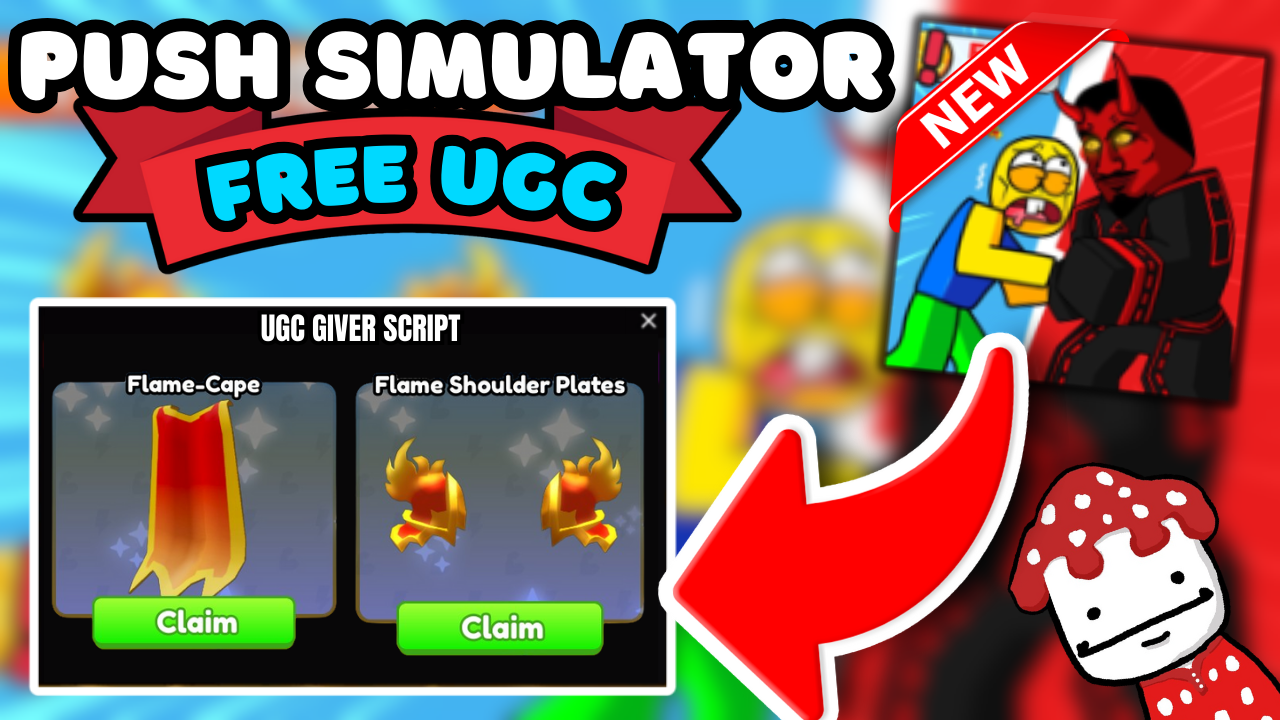 PUSH SIMULATOR
FREE UGC
NEW
UGC GIVER SCRIPT
Flame-Cape
Flame Shoulder Plates
Claim
Claim